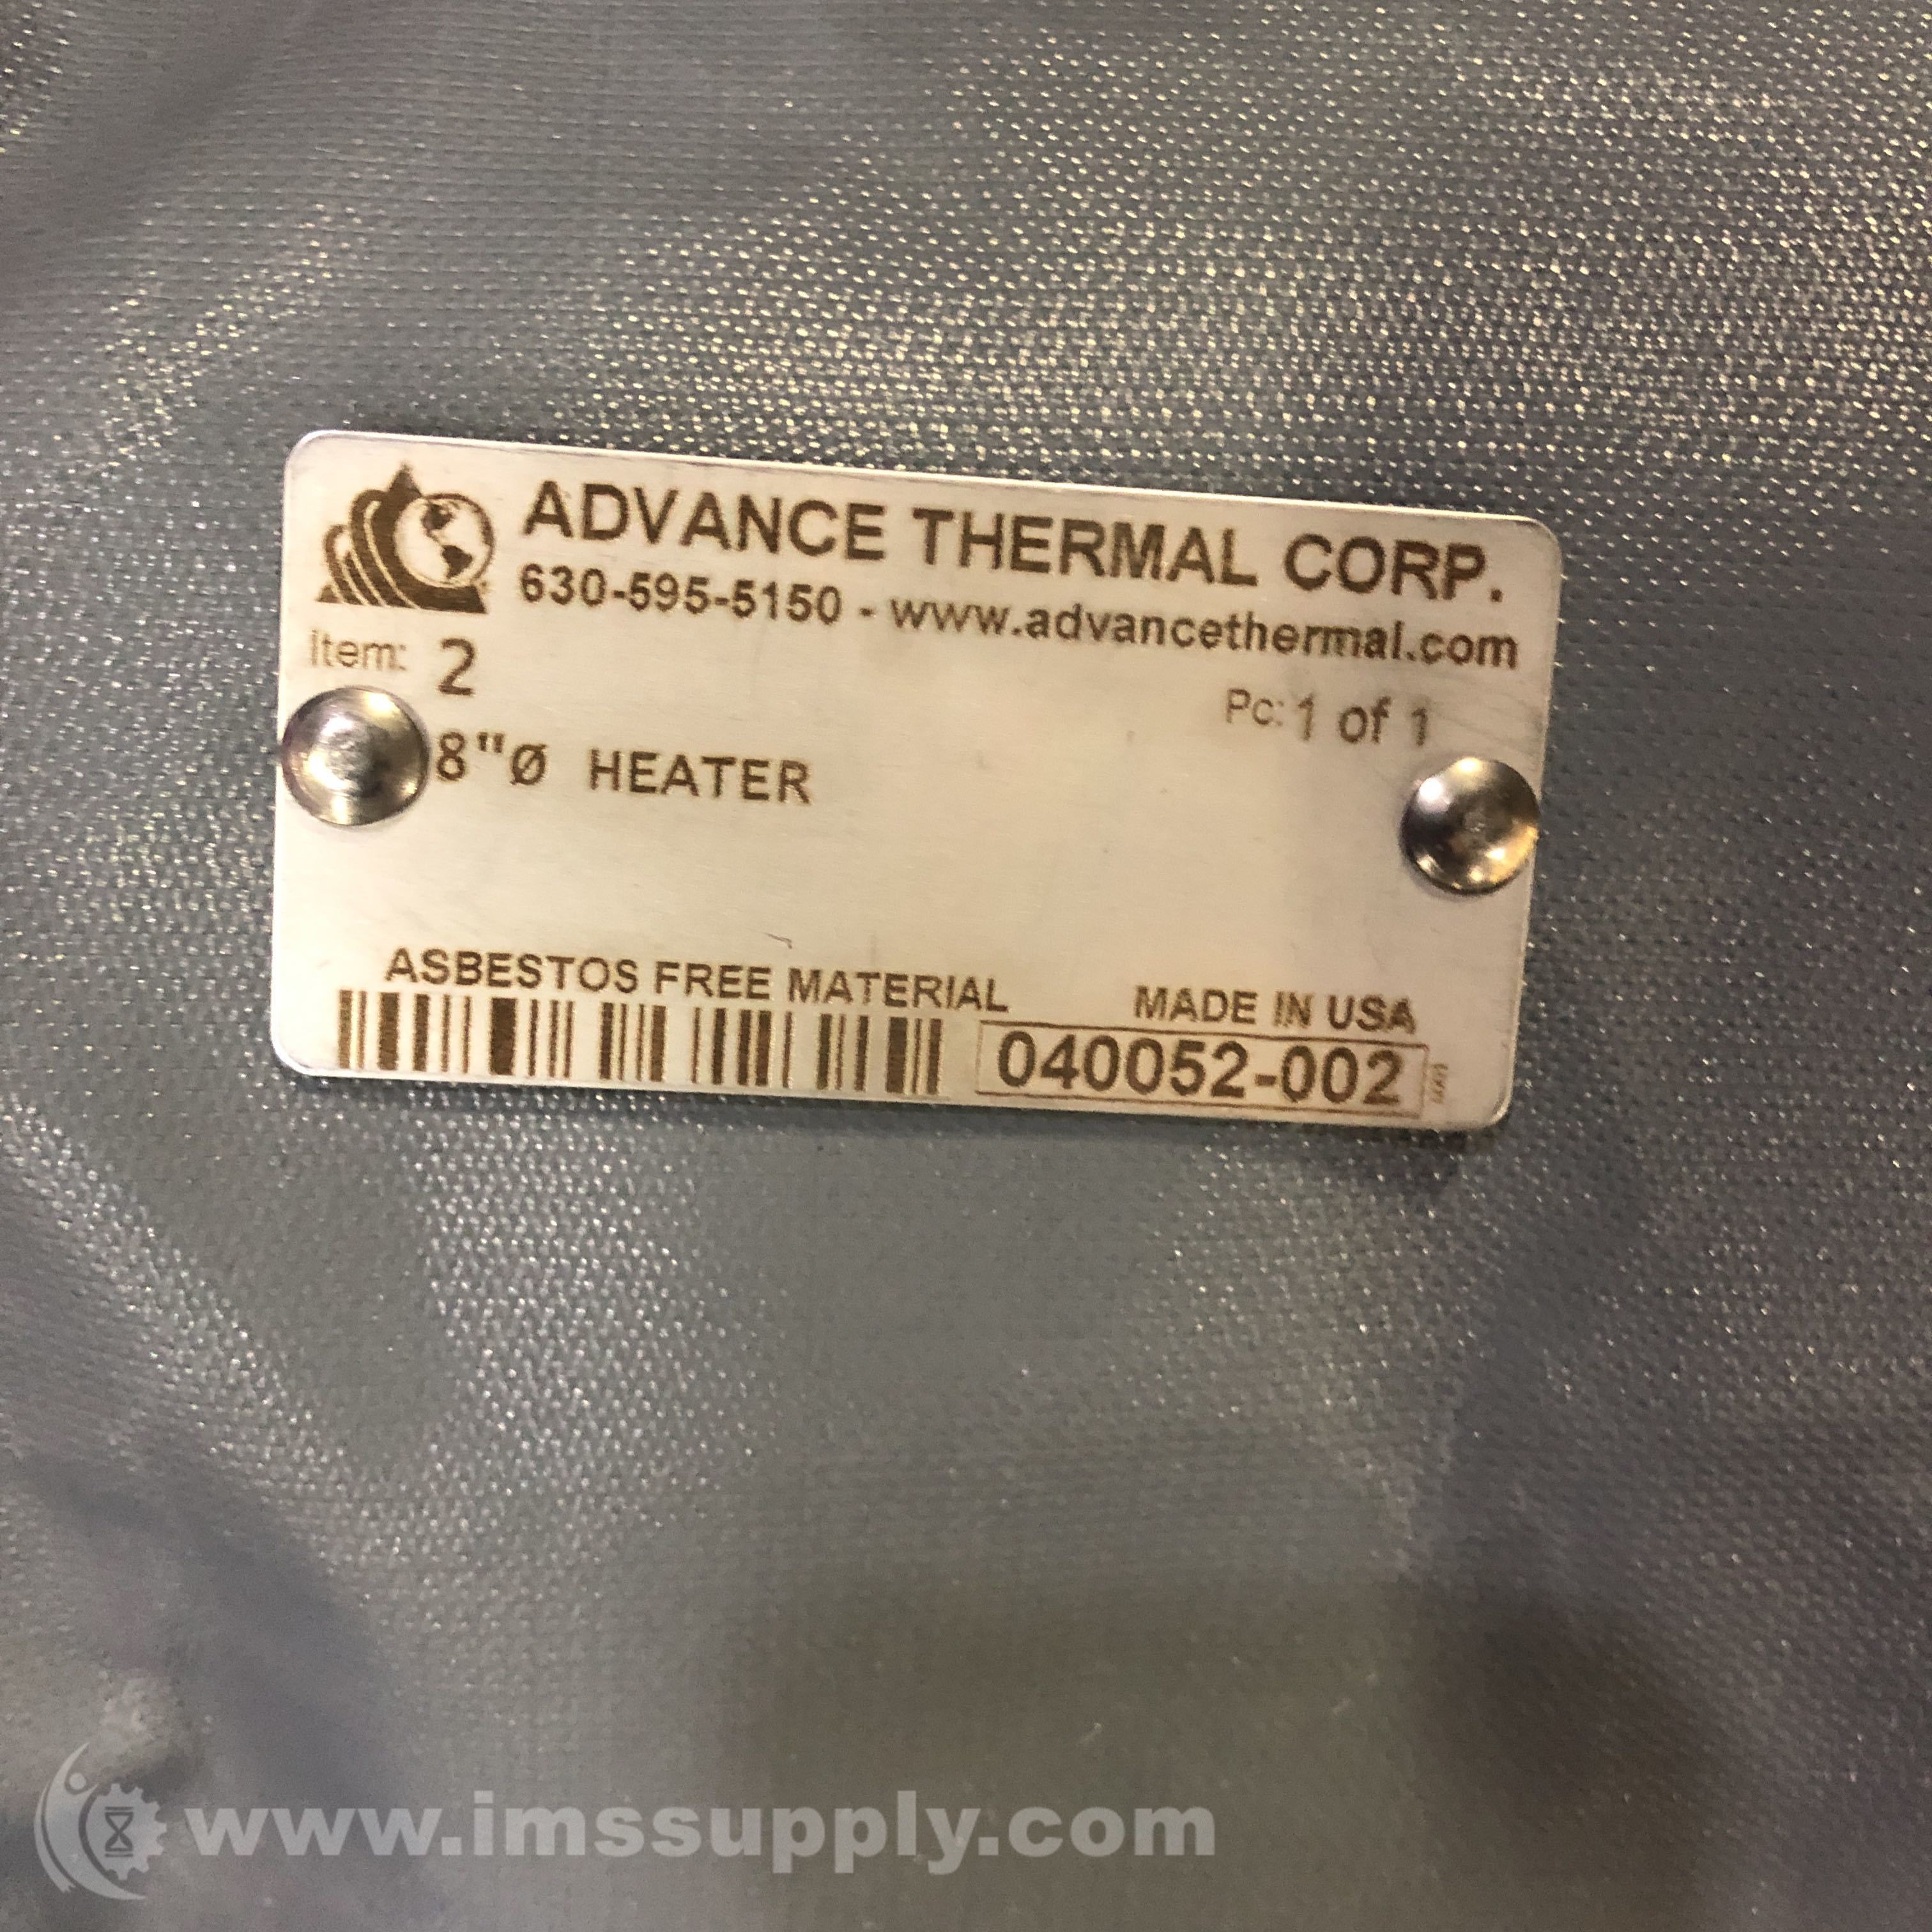 ADVANCE THERMAL CORP.
630-595-5150 - www.advancethermal.com
Item: 2
Pc: 1 of 1
8"Ø HEATER
ASBESTOS FREE MATERIAL
MADE IN USA
040052-002
www.imssupply.com